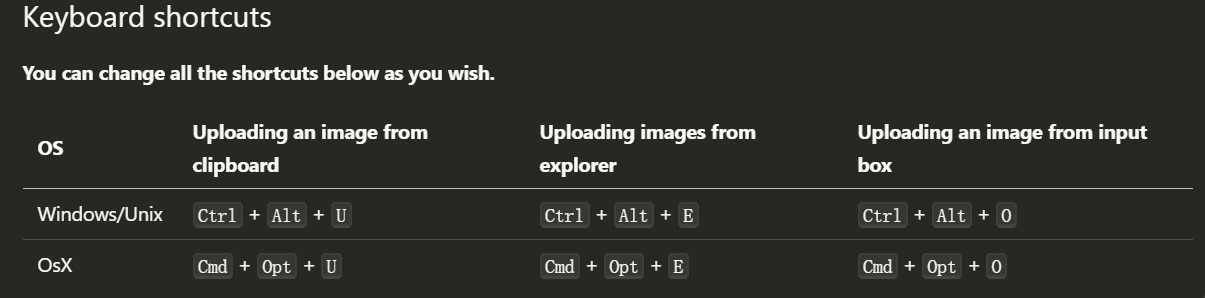 Keyboard shortcuts
You can change all the shortcuts below as you wish.
OS
Uploading an image from
clipboard
Uploading images from
explorer
Uploading an image from input
box
Windows/Unix Ctrl + Alt + U Ctrl + Alt + E Ctrl + Alt + O
OsX Cmd + Opt + U Cmd + Opt + E Cmd + Opt + O